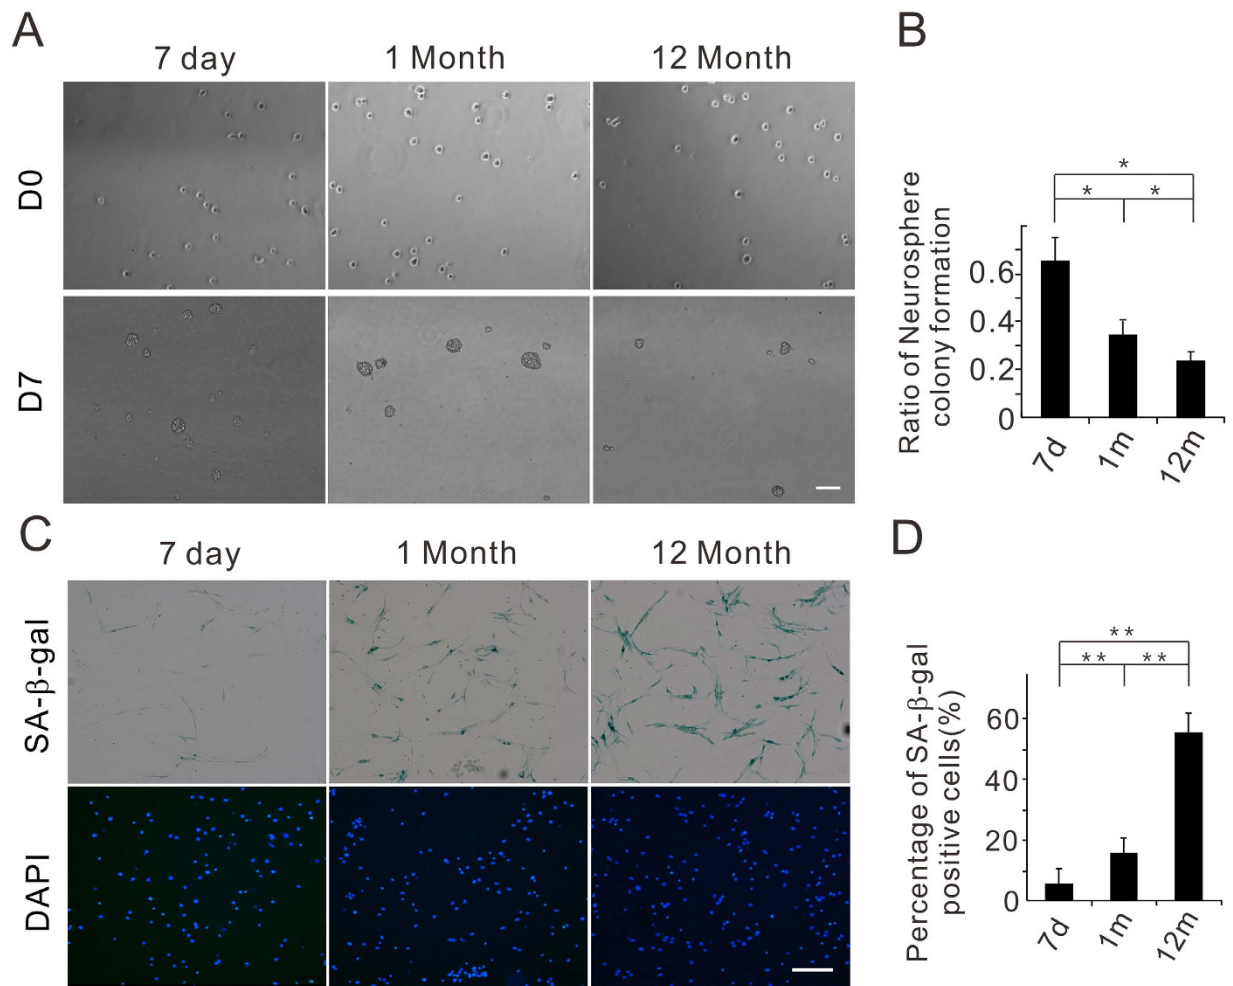 A
7 day
1 Month
12 Month
D0
D7
B
*
* *
Ratio of Neurosphere
colony formation
0.6
0.4
0.2
0
7d
1m
12m
C
7 day
1 Month
12 Month
SA-β-gal
DAPI
D
**
** **
Percentage of SA-β-gal
positive cells(%)
60
40
20
0
7d
1m
12m